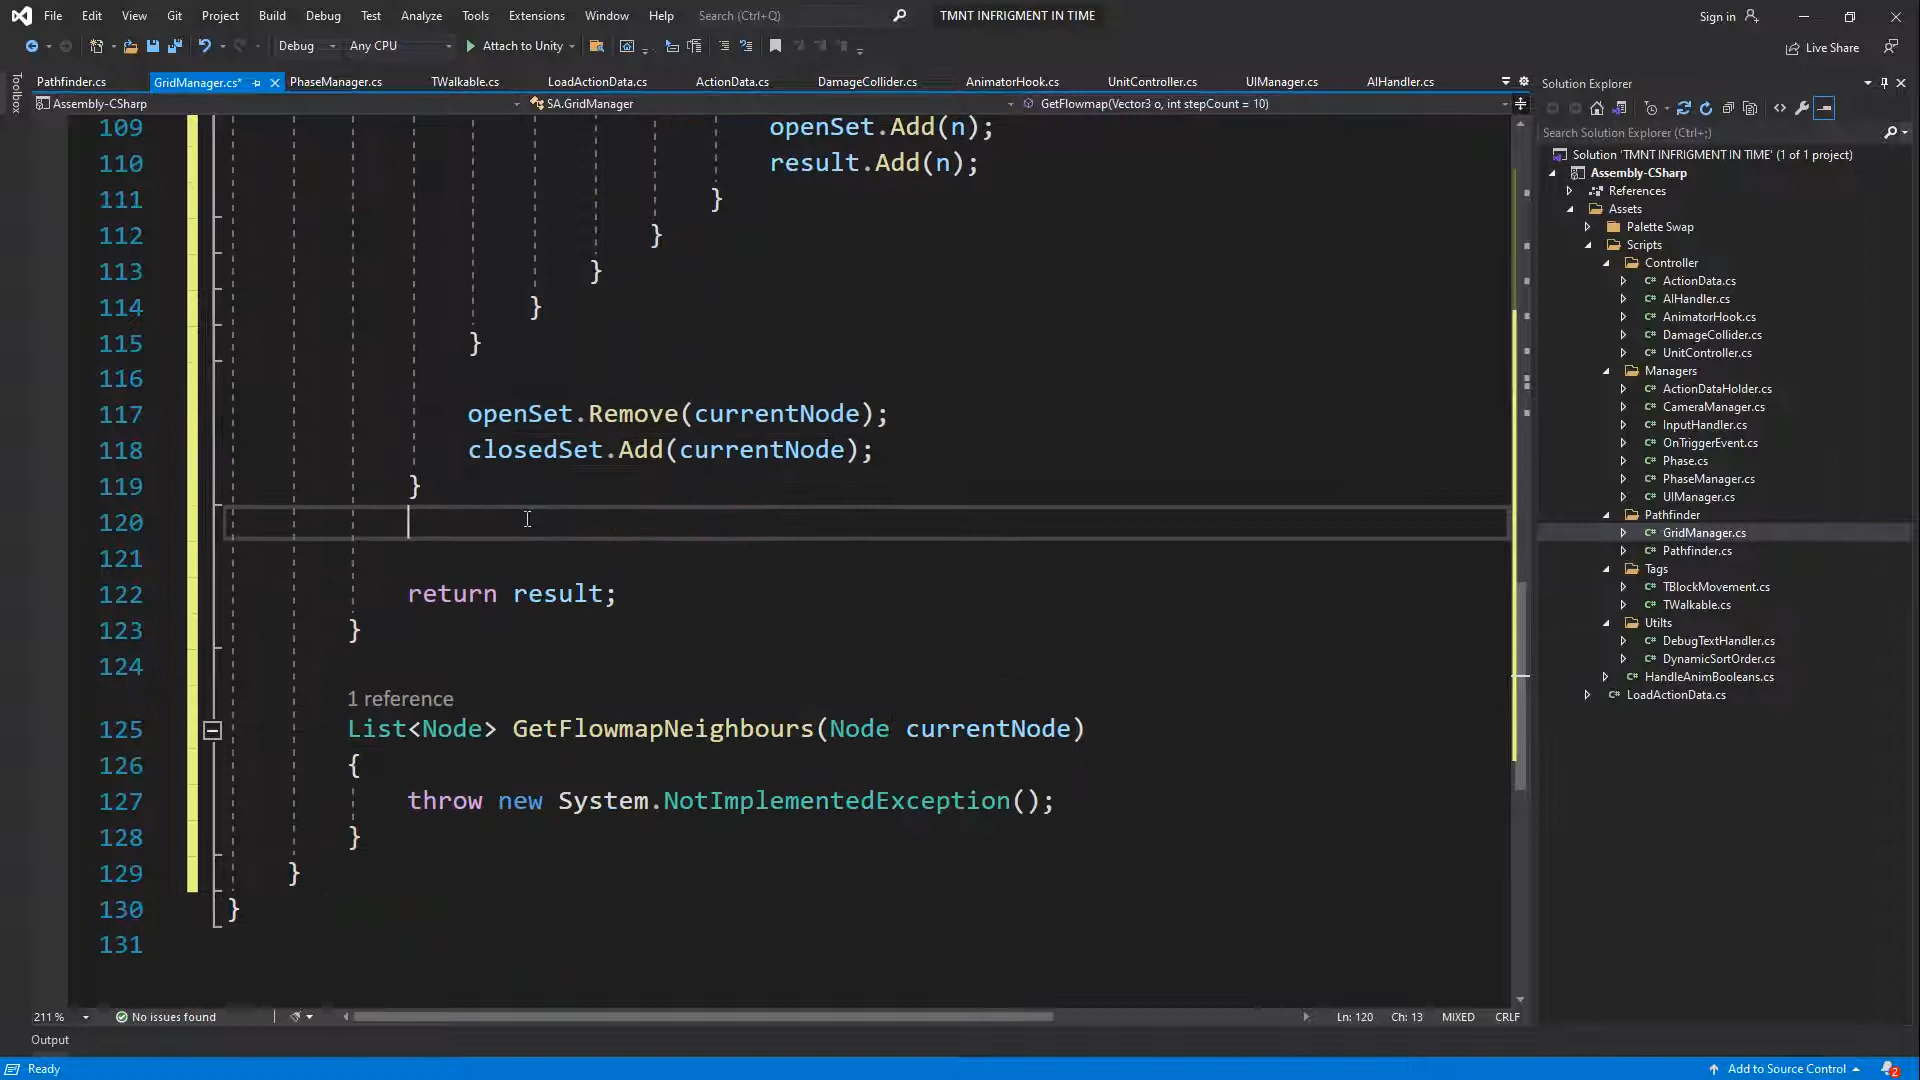 File Edit View Git Project Build Debug Test Analyze Tools Extensions Window Help Search (Ctrl+Q) TMNT INFRIGMENT IN TIME Sign in
Debug Any CPU Attach to Unity Live Share
Toolbox
Pathfinder.cs GridManager.cs* PhaseManager.cs TWalkable.cs LoadActionData.cs ActionData.cs DamageCollider.cs AnimatorHook.cs UnitController.cs UIManager.cs AIHandler.cs
Assembly-CSharp SA.GridManager GetFlowmap(Vector3 o, int stepCount = 10)
109 openSet.Add(n);
110 result.Add(n);
111 }
112 }
113 }
114 }
115 }
116
117 openSet.Remove(currentNode);
118 closedSet.Add(currentNode);
119 }
120
121
122 return result;
123 }
124
1 reference
125 List<Node> GetFlowmapNeighbours(Node currentNode)
126 {
127 throw new System.NotImplementedException();
128 }
129 }
130 }
131
211 % No issues found Ln: 120 Ch: 13 MIXED CRLF
Output
Ready Add to Source Control 2
Solution Explorer
Search Solution Explorer (Ctrl+;)
Solution 'TMNT INFRIGMENT IN TIME' (1 of 1 project)
Assembly-CSharp
References
Assets
Palette Swap
Scripts
Controller
C# ActionData.cs
C# AIHandler.cs
C# AnimatorHook.cs
C# DamageCollider.cs
C# UnitController.cs
Managers
C# ActionDataHolder.cs
C# CameraManager.cs
C# InputHandler.cs
C# OnTriggerEvent.cs
C# Phase.cs
C# PhaseManager.cs
C# UIManager.cs
Pathfinder
C# GridManager.cs
C# Pathfinder.cs
Tags
C# TBlockMovement.cs
C# TWalkable.cs
Utilts
C# DebugTextHandler.cs
C# DynamicSortOrder.cs
C# HandleAnimBooleans.cs
C# LoadActionData.cs